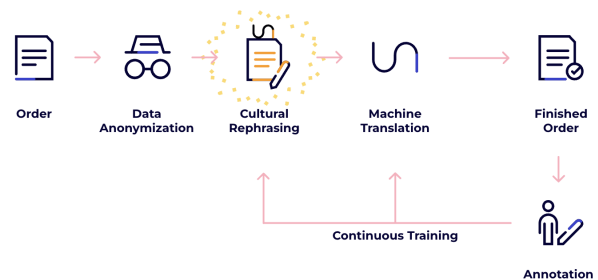 Order
Data
Anonymization
Cultural
Rephrasing
Machine
Translation
Finished
Order
Continuous Training
Annotation